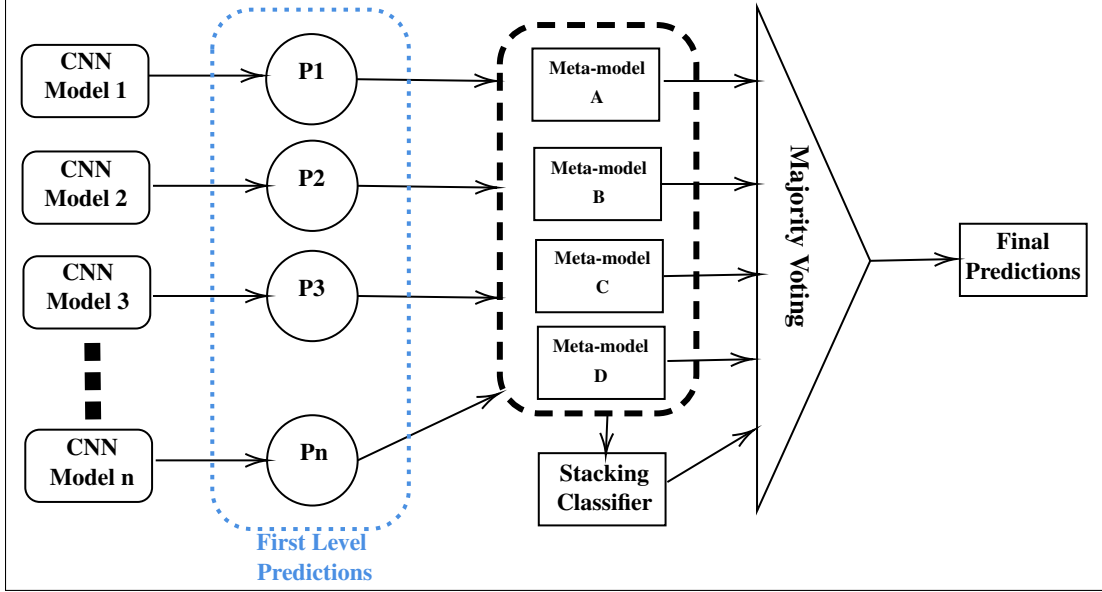 CNN
Model 1
P1
Meta-model
A
CNN
Model 2
P2
Meta-model
B
CNN
Model 3
P3
Meta-model
C
Meta-model
D
CNN
Model n
Pn
Stacking
Classifier
Majority Voting
Final
Predictions
First Level
Predictions